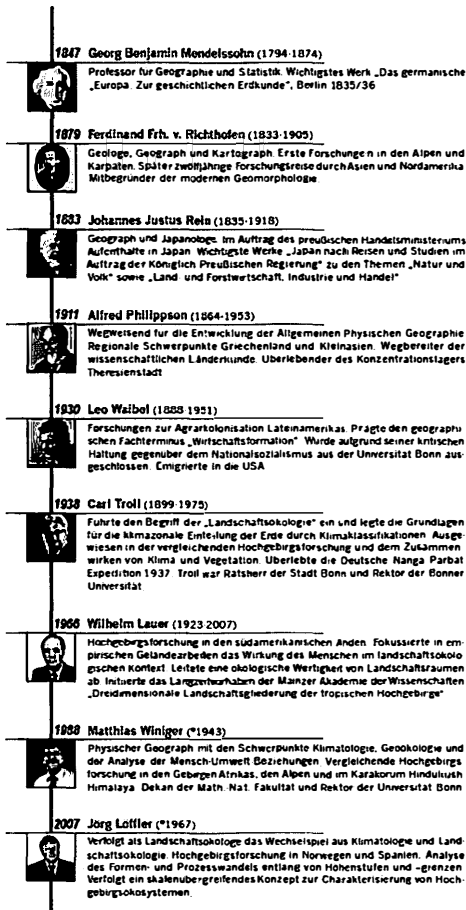 1847 Georg Benjamin Mendelssohn (1794-1874)
Professor für Geographie und Statistik. Wichtigstes Werk „Das germanische
„Europa. Zur geschichtlichen Erdkunde“, Berlin 1835/36
1879 Ferdinand Frh. v. Richthofen (1833-1905)
Geologe, Geograph und Kartograph. Erste Forschungen in den Alpen und
Karpaten. Später zwölfjährige Forschungsreise durch Asien und Nordamerika
Mitbegründer der modernen Geomorphologie.
1883 Johannes Justus Rein (1835-1918)
Geograph und Japanologe. Im Auftrag des preußischen Handelsministeriums
Aufenthalte in Japan. Wichtigste Werke „Japan nach Reisen und Studien im
Auftrag der Königlich Preußischen Regierung“ zu den Themen „Natur und
Volk“ sowie „Land- und Forstwirtschaft, Industrie und Handel“
1911 Alfred Philippson (1864-1953)
Wegweisend für die Entwicklung der Allgemeinen Physischen Geographie
Regionale Schwerpunkte Griechenland und Kleinasien. Wegbereiter der
wissenschaftlichen Länderkunde. Überlebender des Konzentrationslagers
Theresienstadt
1930 Leo Waibel (1888-1951)
Forschungen zur Agrarkolonisation Lateinamerikas. Prägte den geographi-
schen Fachterminus „Wirtschaftsformation“. Wurde aufgrund seiner kritischen
Haltung gegenüber dem Nationalsozialismus aus der Universität Bonn aus-
geschlossen. Emigrierte in die USA
1938 Carl Troll (1899-1975)
Führte den Begriff der „Landschaftsökologie“ ein und legte die Grundlagen
für die klimazonale Einteilung der Erde durch Klimaklassifikationen. Ausge-
wiesen in der vergleichenden Hochgebirgsforschung und dem Zusammen-
wirken von Klima und Vegetation. Überlebte die Deutsche Nanga Parbat
Expedition 1937. Troll war Ratsherr der Stadt Bonn und Rektor der Bonner
Universität
1966 Wilhelm Lauer (1923-2007)
Hochgebirgsforschung in den südamerikanischen Anden. Fokussierte in em-
pirischen Geländearbeiten das Wirkung des Menschen im landschaftsökolo-
gischen Kontext. Leitete eine ökologische Wertigkeit von Landschaftsräumen
ab. Initiierte das Langzeitvorhaben der Mainzer Akademie der Wissenschaften
„Dreidimensionale Landschaftsgliederung der tropischen Hochgebirge“
1988 Matthias Winiger (*1943)
Physischer Geograph mit den Schwerpunkte Klimatologie, Geoökologie und
der Analyse der Mensch-Umwelt Beziehungen. Vergleichende Hochgebirgs-
forschung in den Gebirgen Afrikas, den Alpen und im Karakorum Hindukush
Himalaya. Dekan der Math.-Nat. Fakultät und Rektor der Universität Bonn
2007 Jörg Löffler (*1967)
Verfolgt als Landschaftsökologe das Wechselspiel aus Klimatologie und Land-
schaftsökologie. Hochgebirgsforschung in Norwegen und Spanien. Analyse
des Formen- und Prozesswandels entlang von Höhenstufen und -grenzen.
Verfolgt ein skalenübergreifendes Konzept zur Charakterisierung von Hoch-
gebirgsökosystemen.